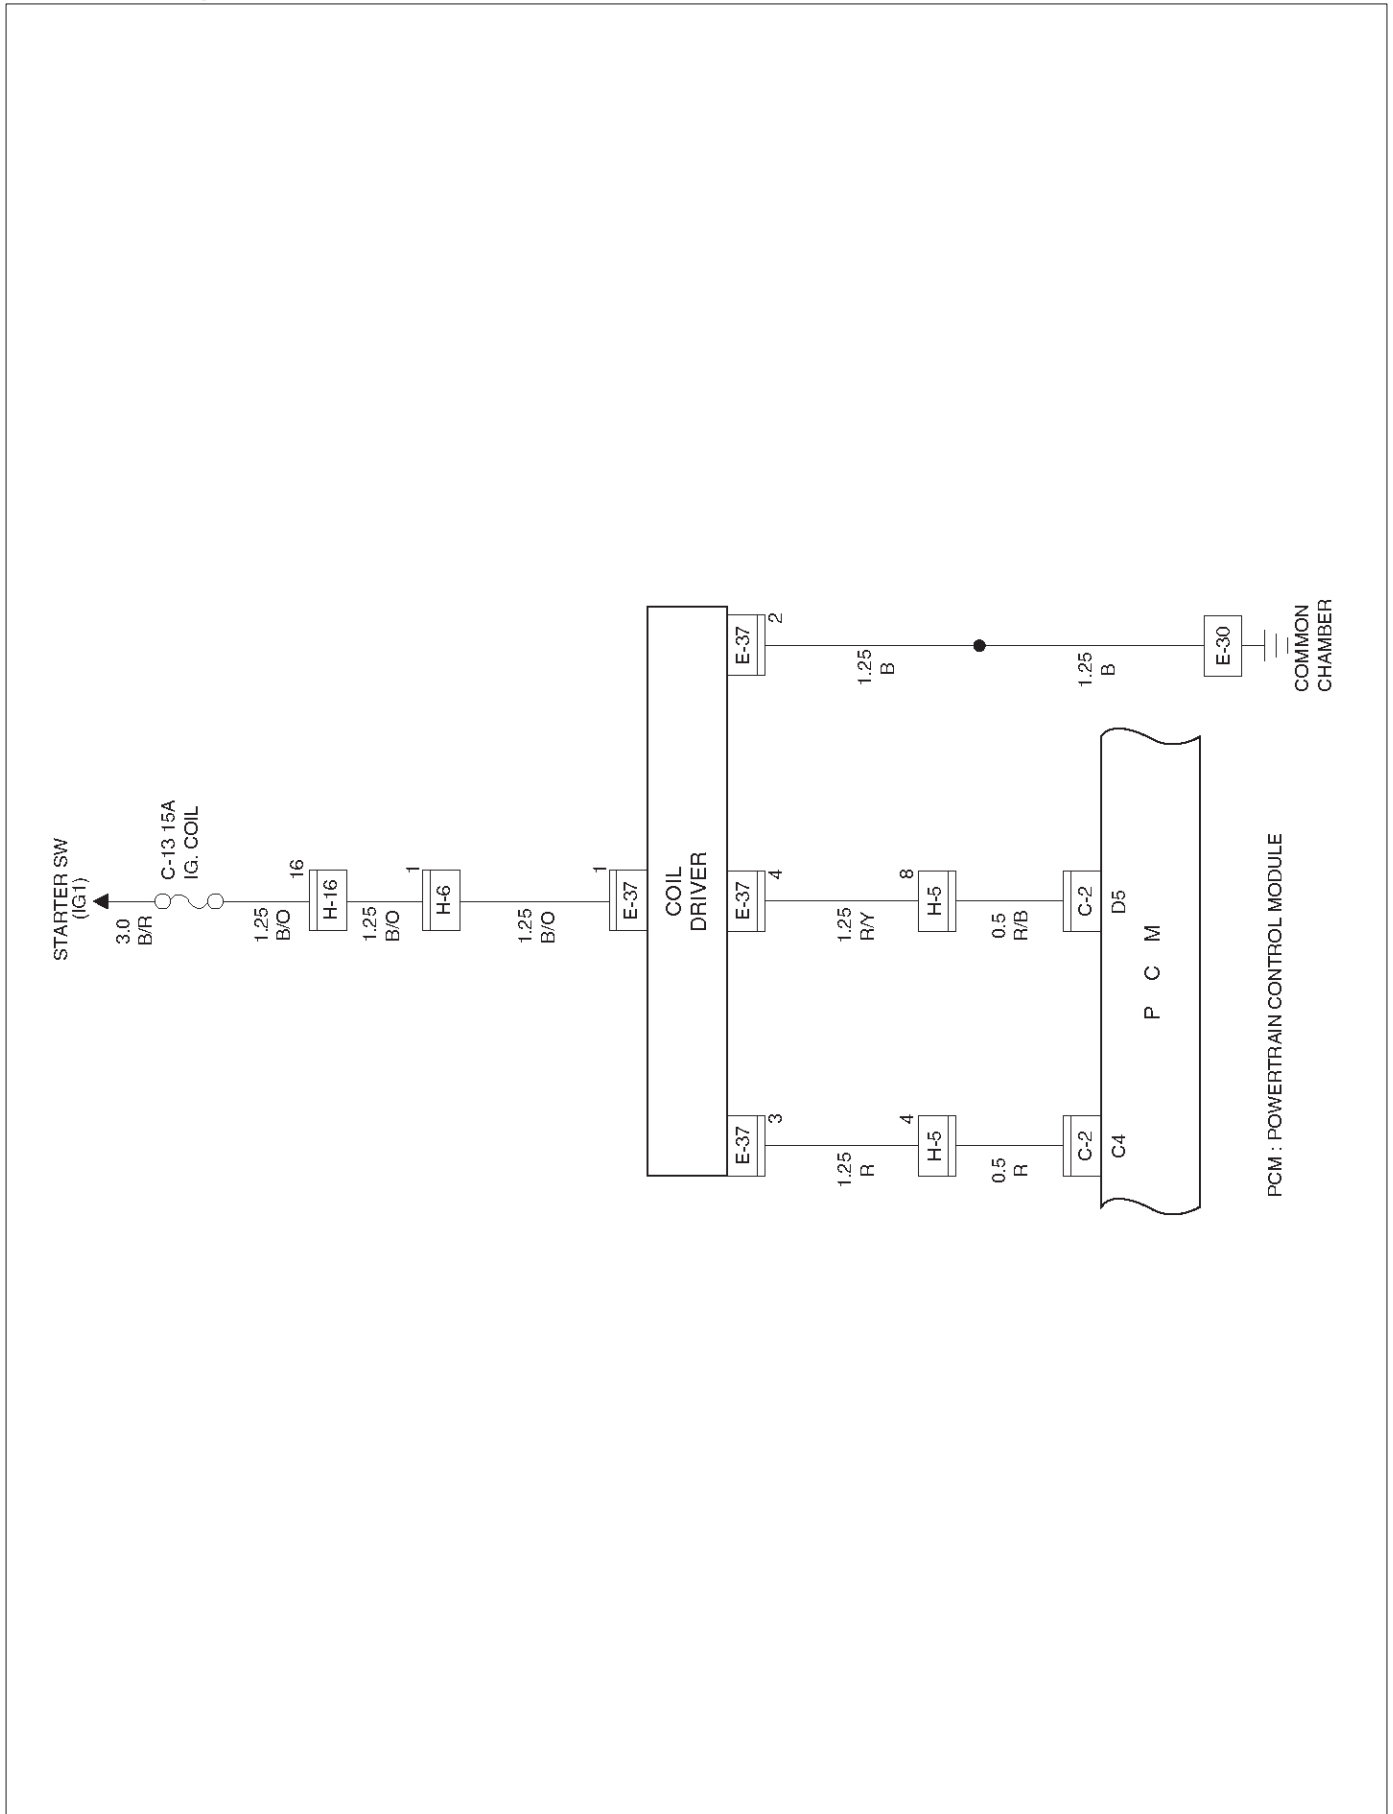 STARTER SW
(IG1)
3.0
B/R
C-13 15A
IG. COIL
1.25
B/O
16
H-16
1.25
B/O
1
H-6
1.25
B/O
1
E-37
COIL
DRIVER
E-37
3
E-37
4
E-37
2
1.25
R
1.25
R/Y
1.25
B
4
H-5
8
H-5
0.5
R
0.5
R/B
1.25
B
C-2
C4
C-2
D5
P C M
E-30
COMMON
CHAMBER
PCM : POWERTRAIN CONTROL MODULE